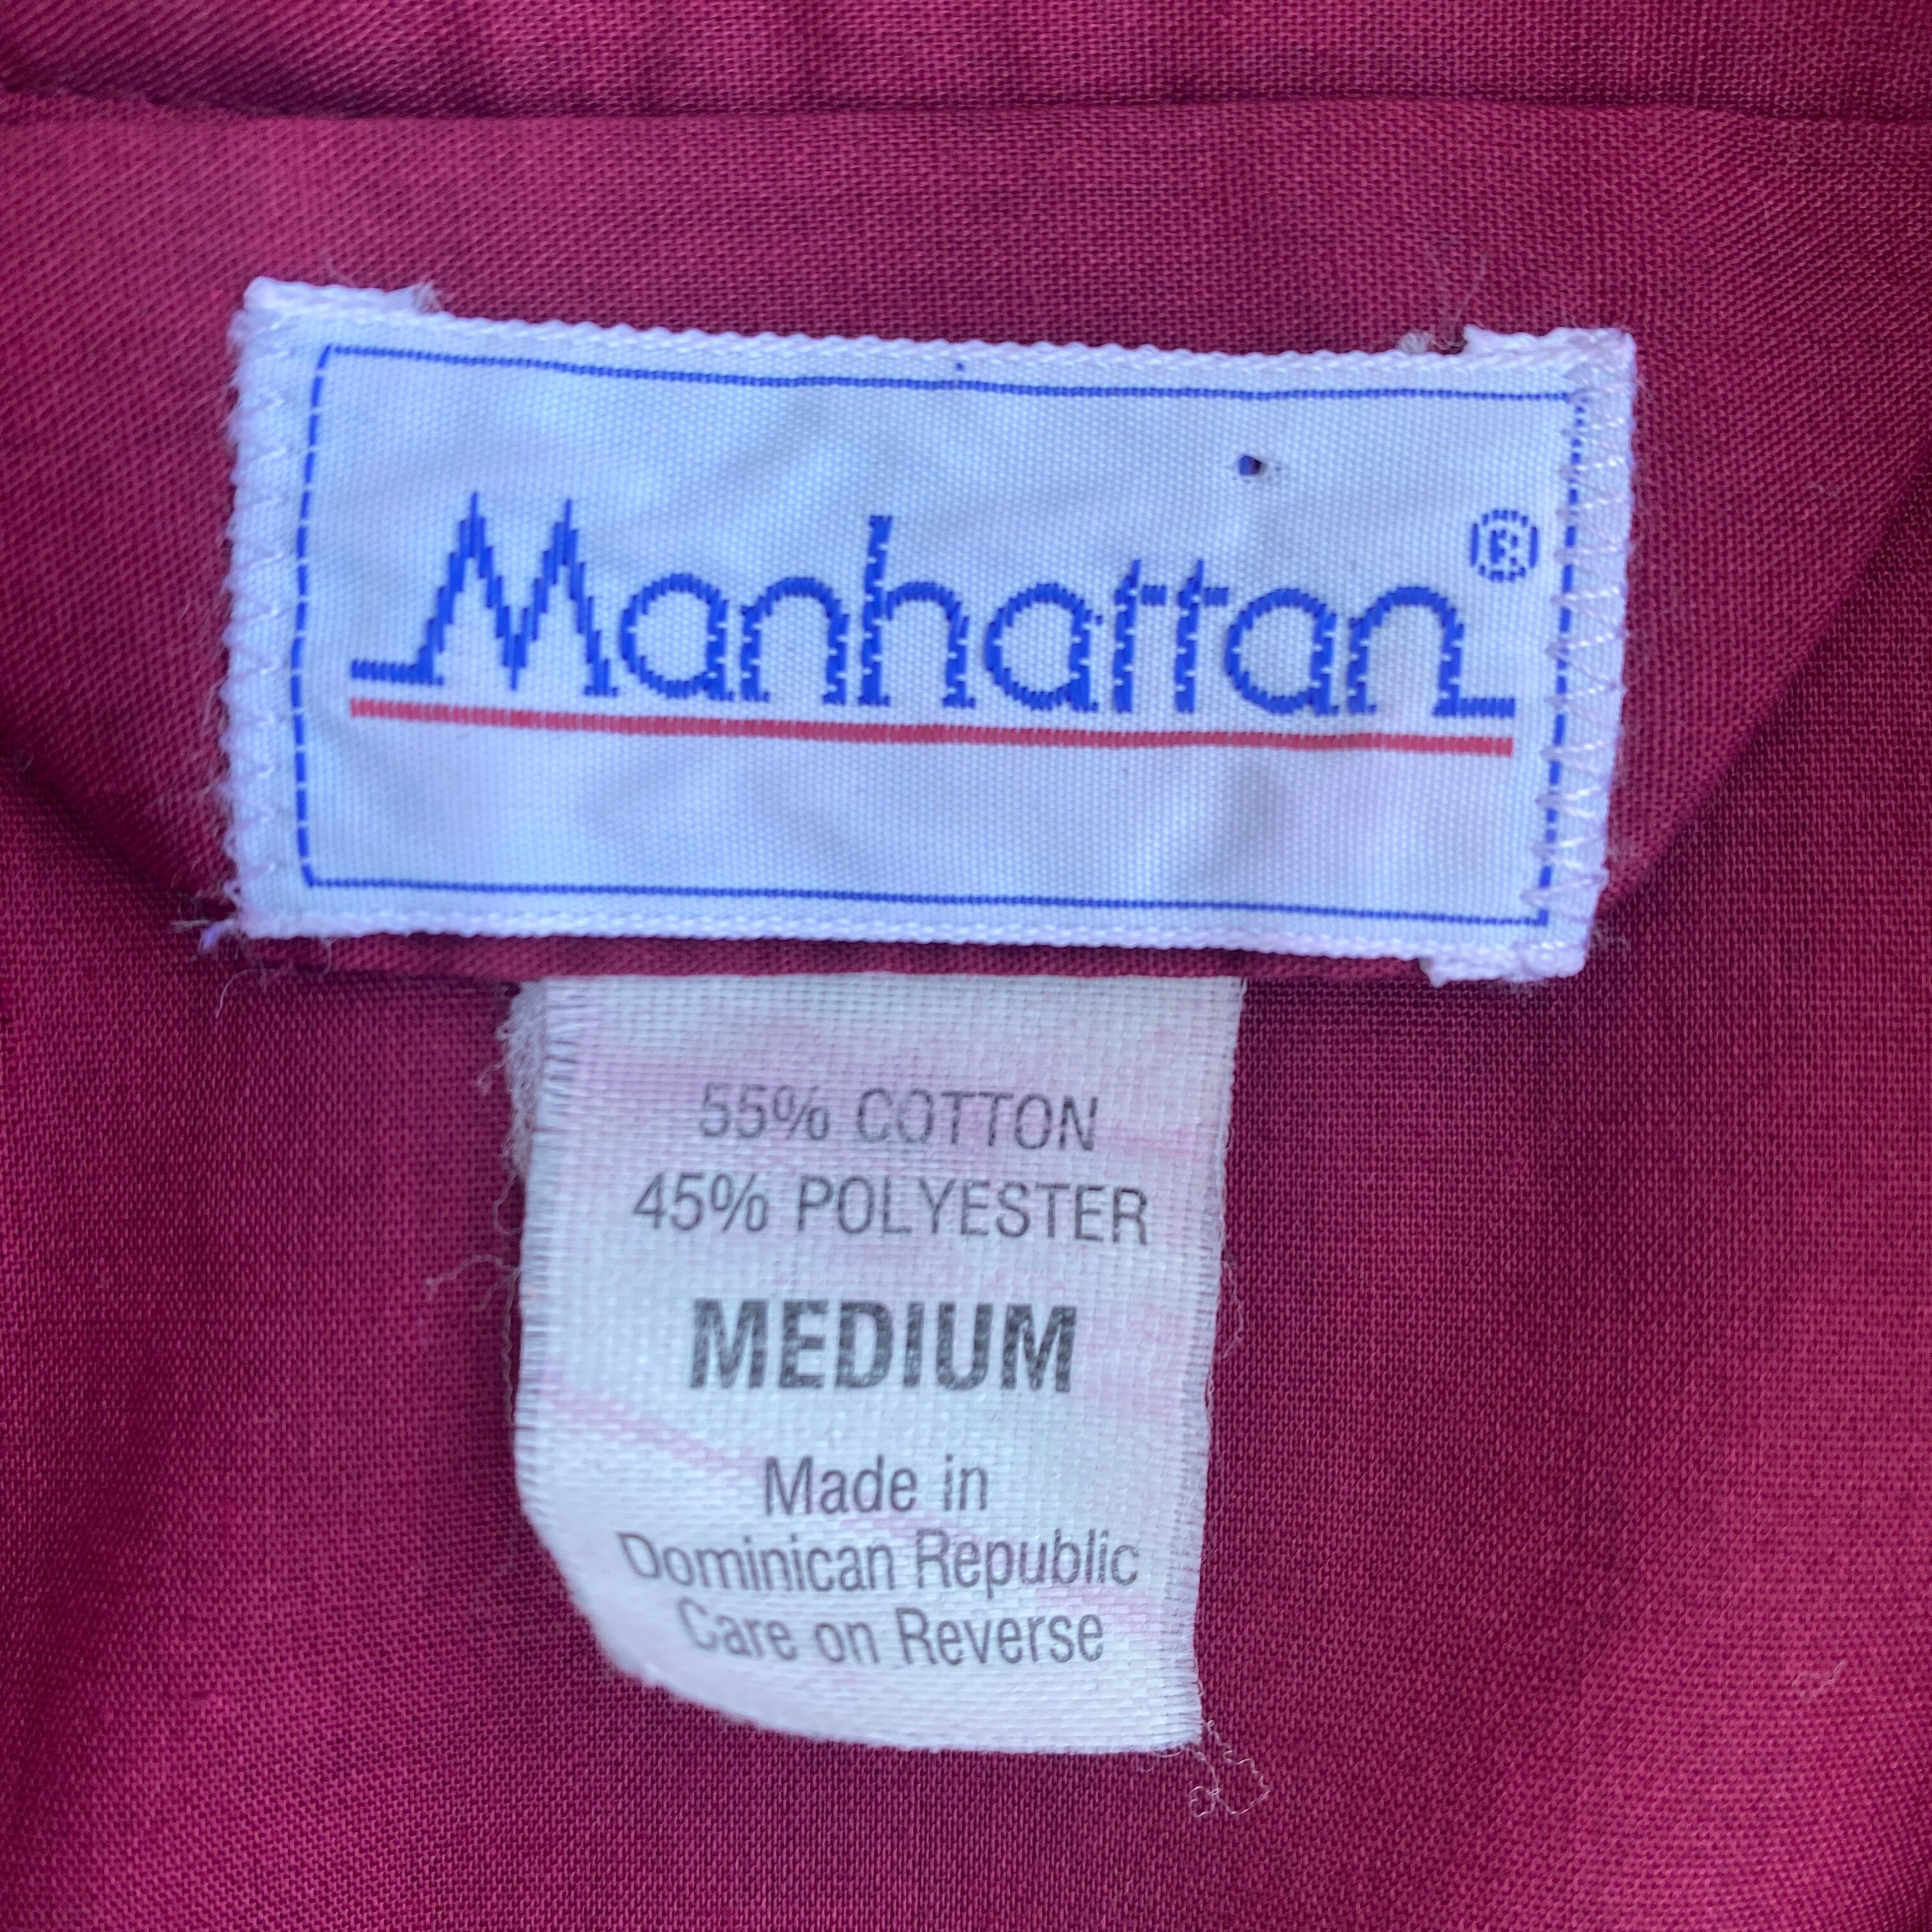 Manhattan®
55% COTTON
45% POLYESTER
MEDIUM
Made in
Dominican Republic
Care on Reverse